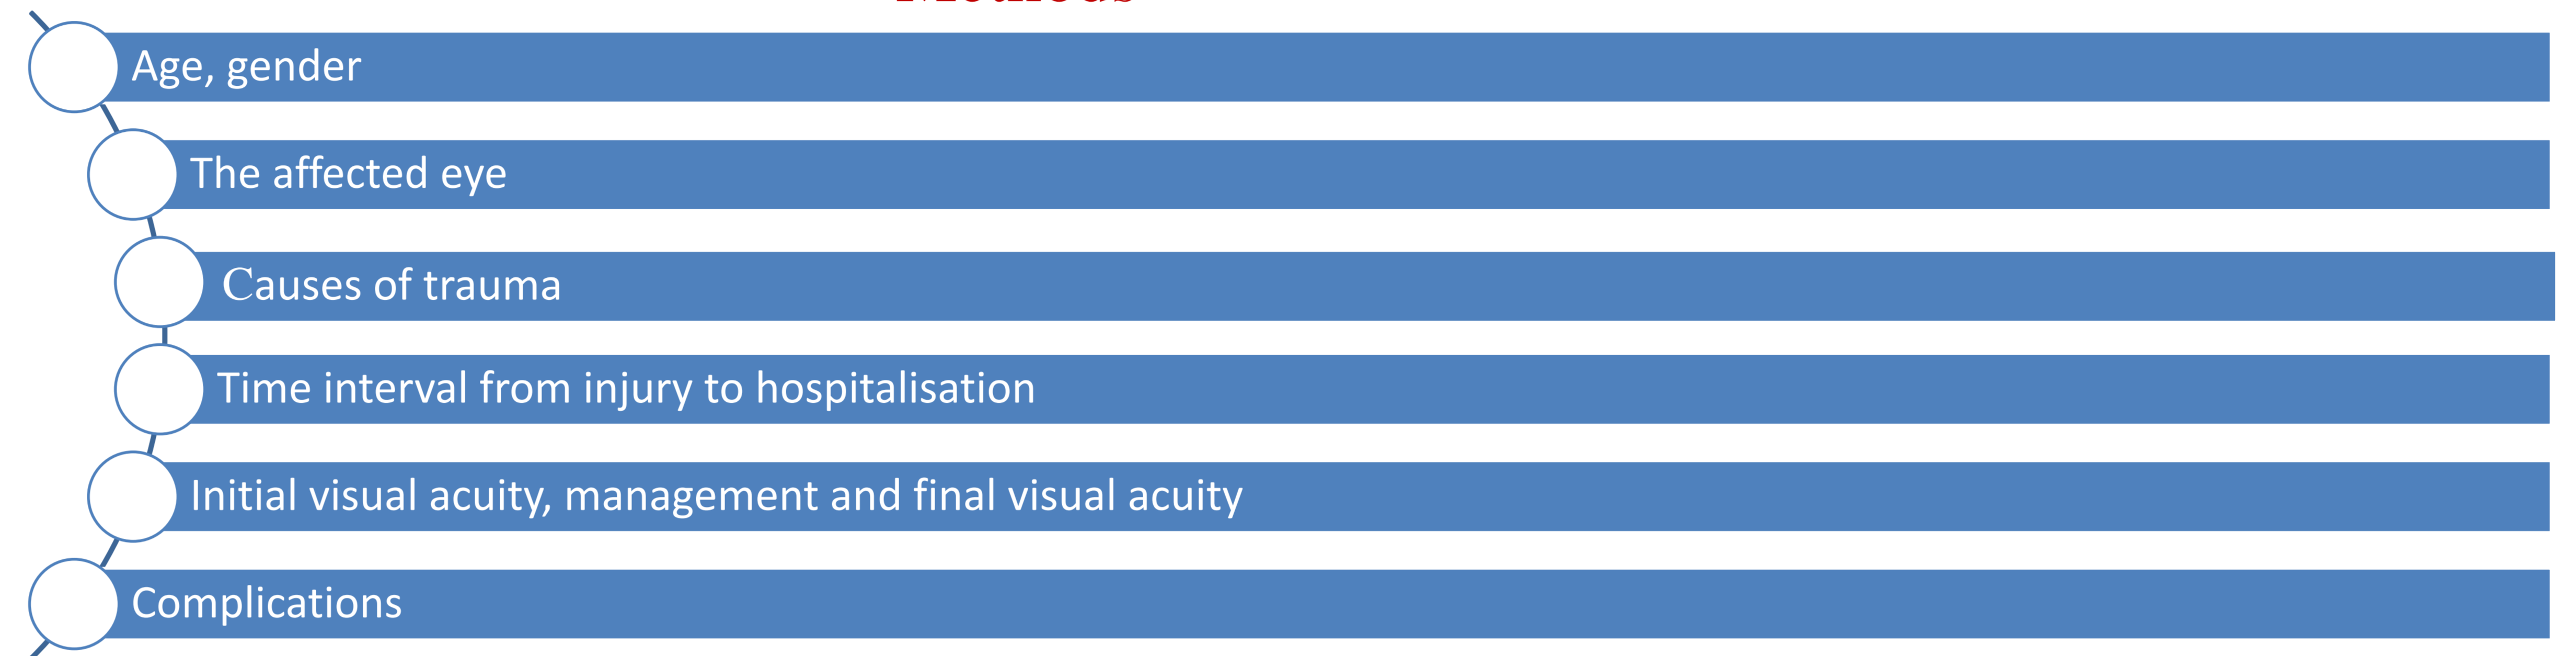 Age, gender
The affected eye
Causes of trauma
Time interval from injury to hospitalisation
Initial visual acuity, management and final visual acuity
Complications